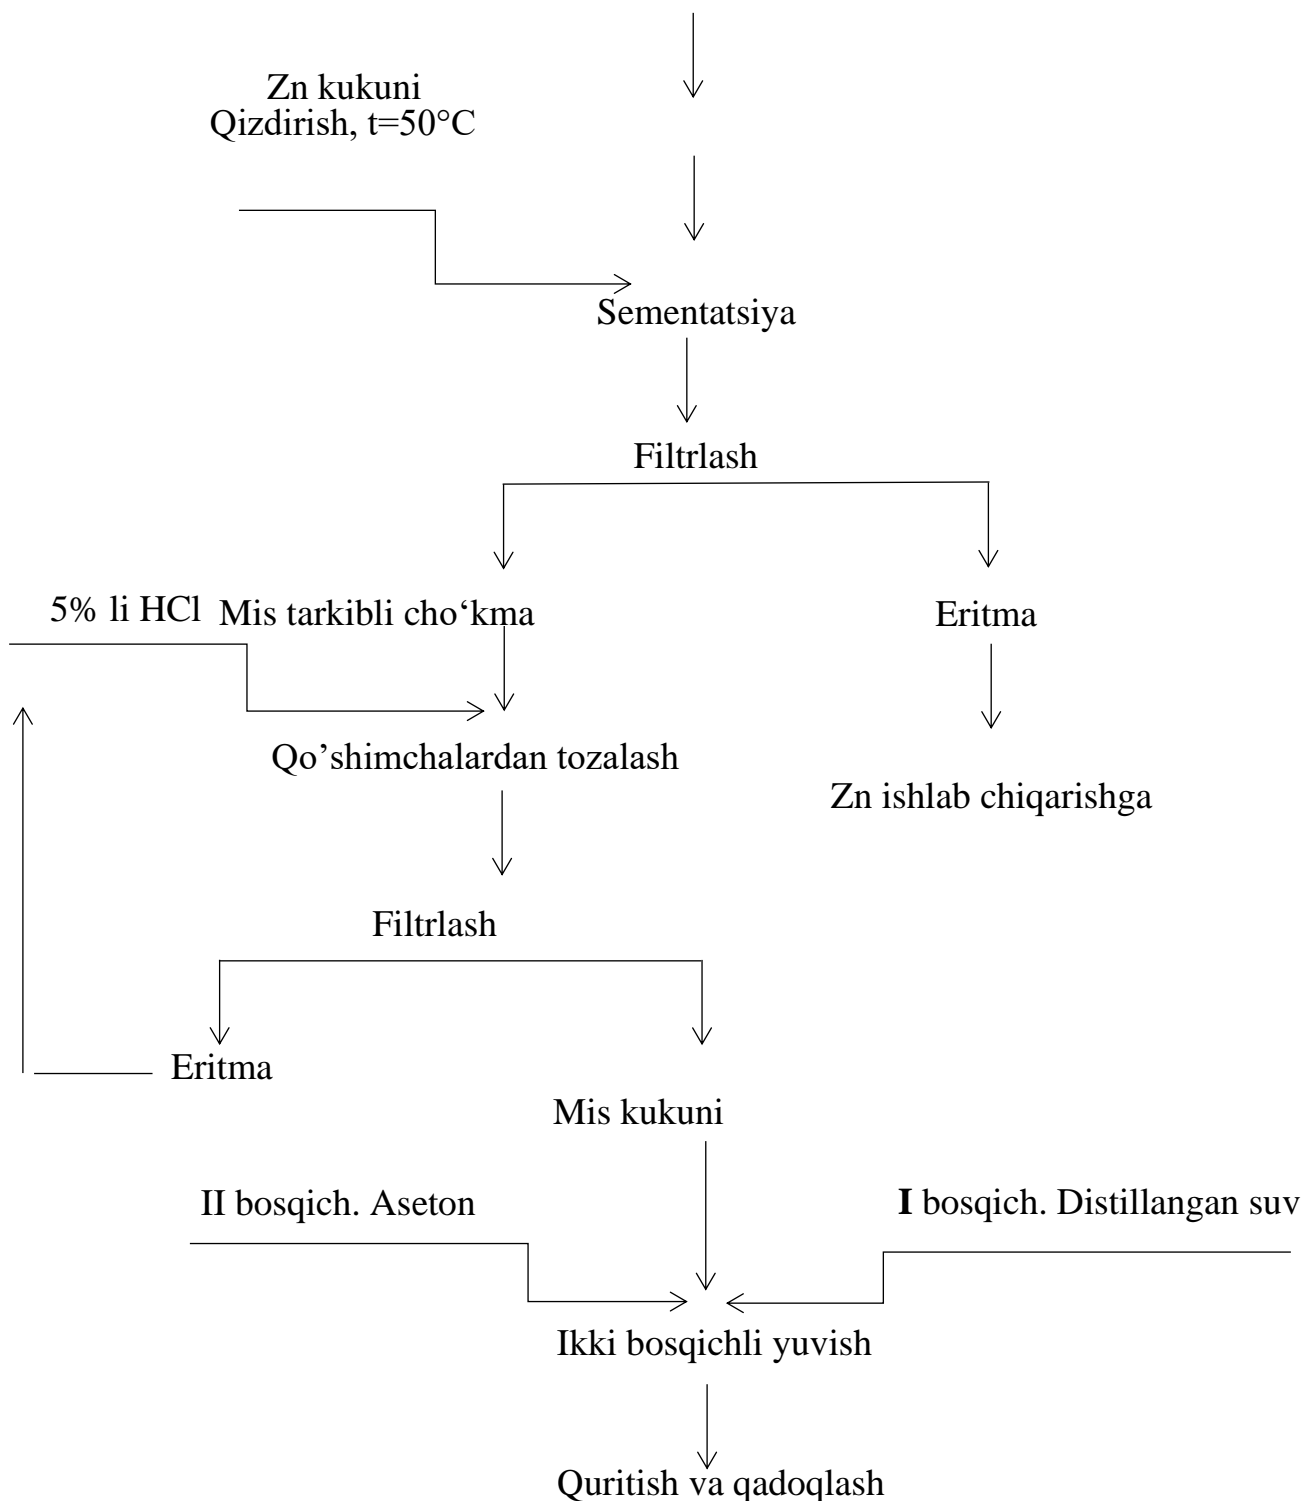 Zn kukuni
Qizdirish, t=50°C
Sementatsiya
Filtrlash
5% li HCl
Mis tarkibli cho‘kma
Eritma
Qo’shimchalardan tozalash
Zn ishlab chiqarishga
Filtrlash
Eritma
Mis kukuni
II bosqich. Aseton
I bosqich. Distillangan suv
Ikki bosqichli yuvish
Quritish va qadoqlash